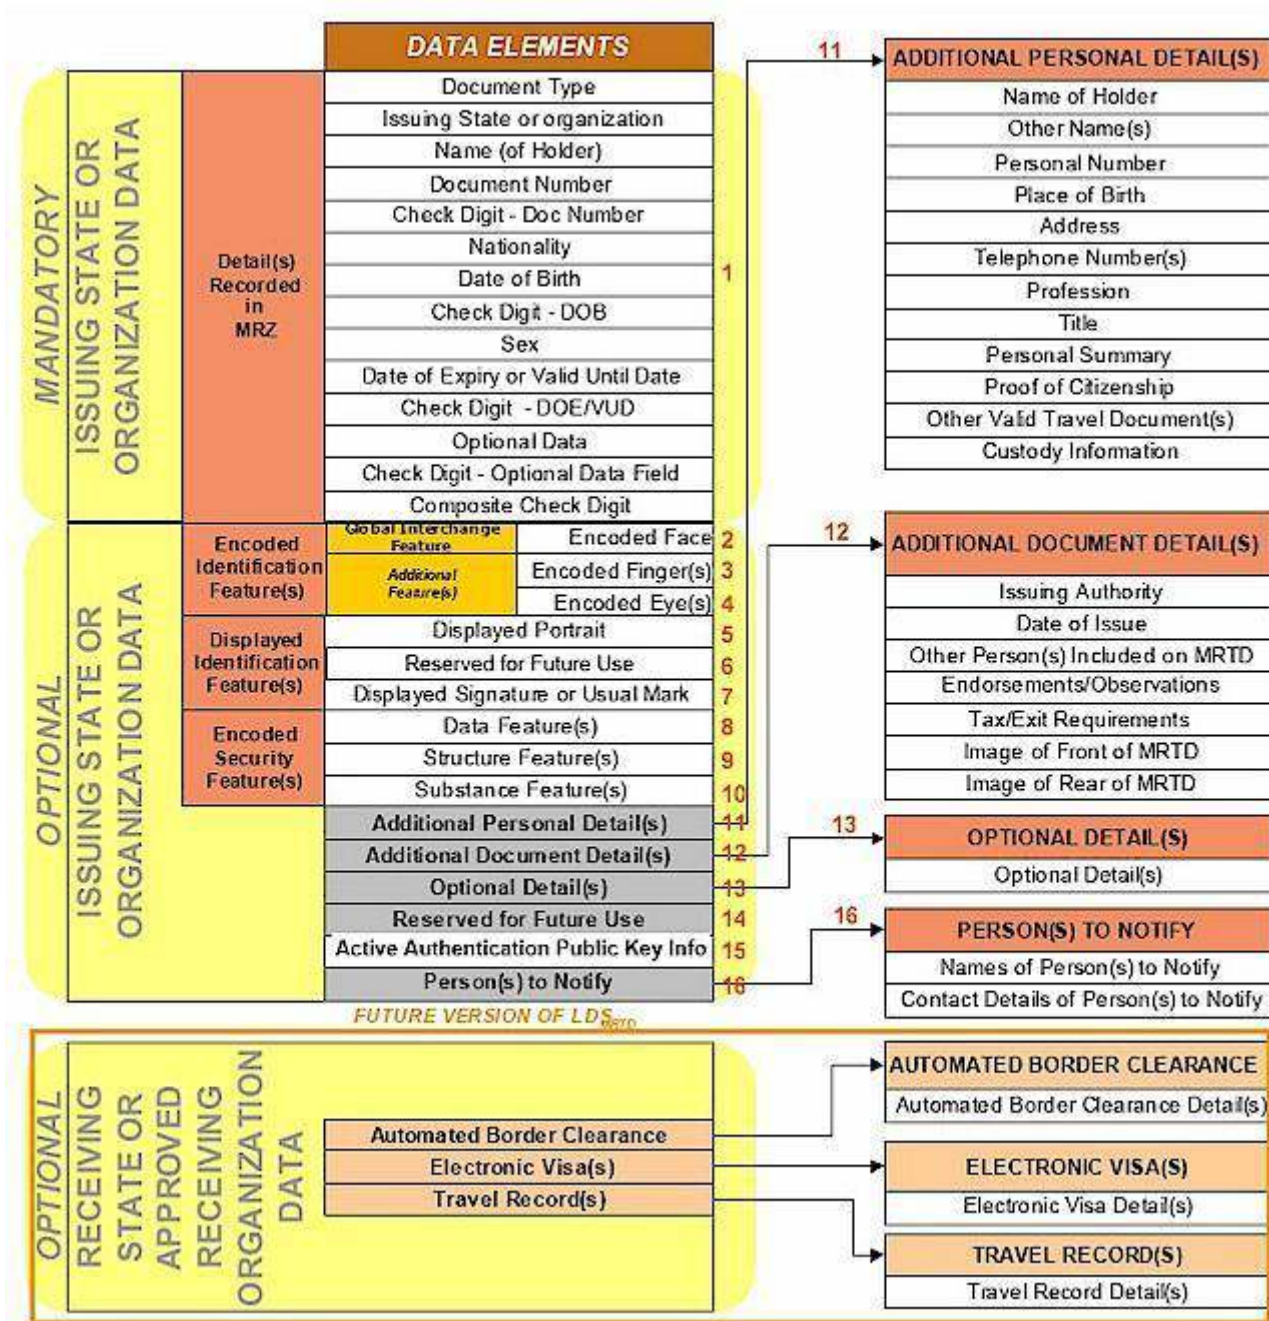 DATA ELEMENTS
MANDATORY
ISSUING STATE OR
ORGANIZATION DATA
Detail(s)
Recorded
in
MRZ
Document Type
Issuing State or organization
Name (of Holder)
Document Number
Check Digit - Doc Number
Nationality
Date of Birth
Check Digit - DOB
Sex
Date of Expiry or Valid Until Date
Check Digit - DOE/VUD
Optional Data
Check Digit - Optional Data Field
Composite Check Digit
1
OPTIONAL
ISSUING STATE OR
ORGANIZATION DATA
Encoded
Identification
Feature(s)
Global Interchange
Feature
Encoded Face 2
Additional
Feature(s)
Encoded Finger(s) 3
Encoded Eye(s) 4
Displayed
Identification
Feature(s)
Displayed Portrait 5
Reserved for Future Use 6
Displayed Signature or Usual Mark 7
Encoded
Security
Feature(s)
Data Feature(s) 8
Structure Feature(s) 9
Substance Feature(s) 10
Additional Personal Detail(s) 11
Additional Document Detail(s) 12
Optional Detail(s) 13
Reserved for Future Use 14
Active Authentication Public Key Info 15
Person(s) to Notify 16
11
ADDITIONAL PERSONAL DETAIL(S)
Name of Holder
Other Name(s)
Personal Number
Place of Birth
Address
Telephone Number(s)
Profession
Title
Personal Summary
Proof of Citizenship
Other Valid Travel Document(s)
Custody Information
12
ADDITIONAL DOCUMENT DETAIL(S)
Issuing Authority
Date of Issue
Other Person(s) Included on MRTD
Endorsements/Observations
Tax/Exit Requirements
Image of Front of MRTD
Image of Rear of MRTD
13
OPTIONAL DETAIL(S)
Optional Detail(s)
16
PERSON(S) TO NOTIFY
Names of Person(s) to Notify
Contact Details of Person(s) to Notify
FUTURE VERSION OF LDS MRTD
OPTIONAL
RECEIVING
STATE OR
APPROVED
RECEIVING
ORGANIZATION
DATA
Automated Border Clearance
Electronic Visa(s)
Travel Record(s)
AUTOMATED BORDER CLEARANCE
Automated Border Clearance Detail(s)
ELECTRONIC VISA(S)
Electronic Visa Detail(s)
TRAVEL RECORD(S)
Travel Record Detail(s)